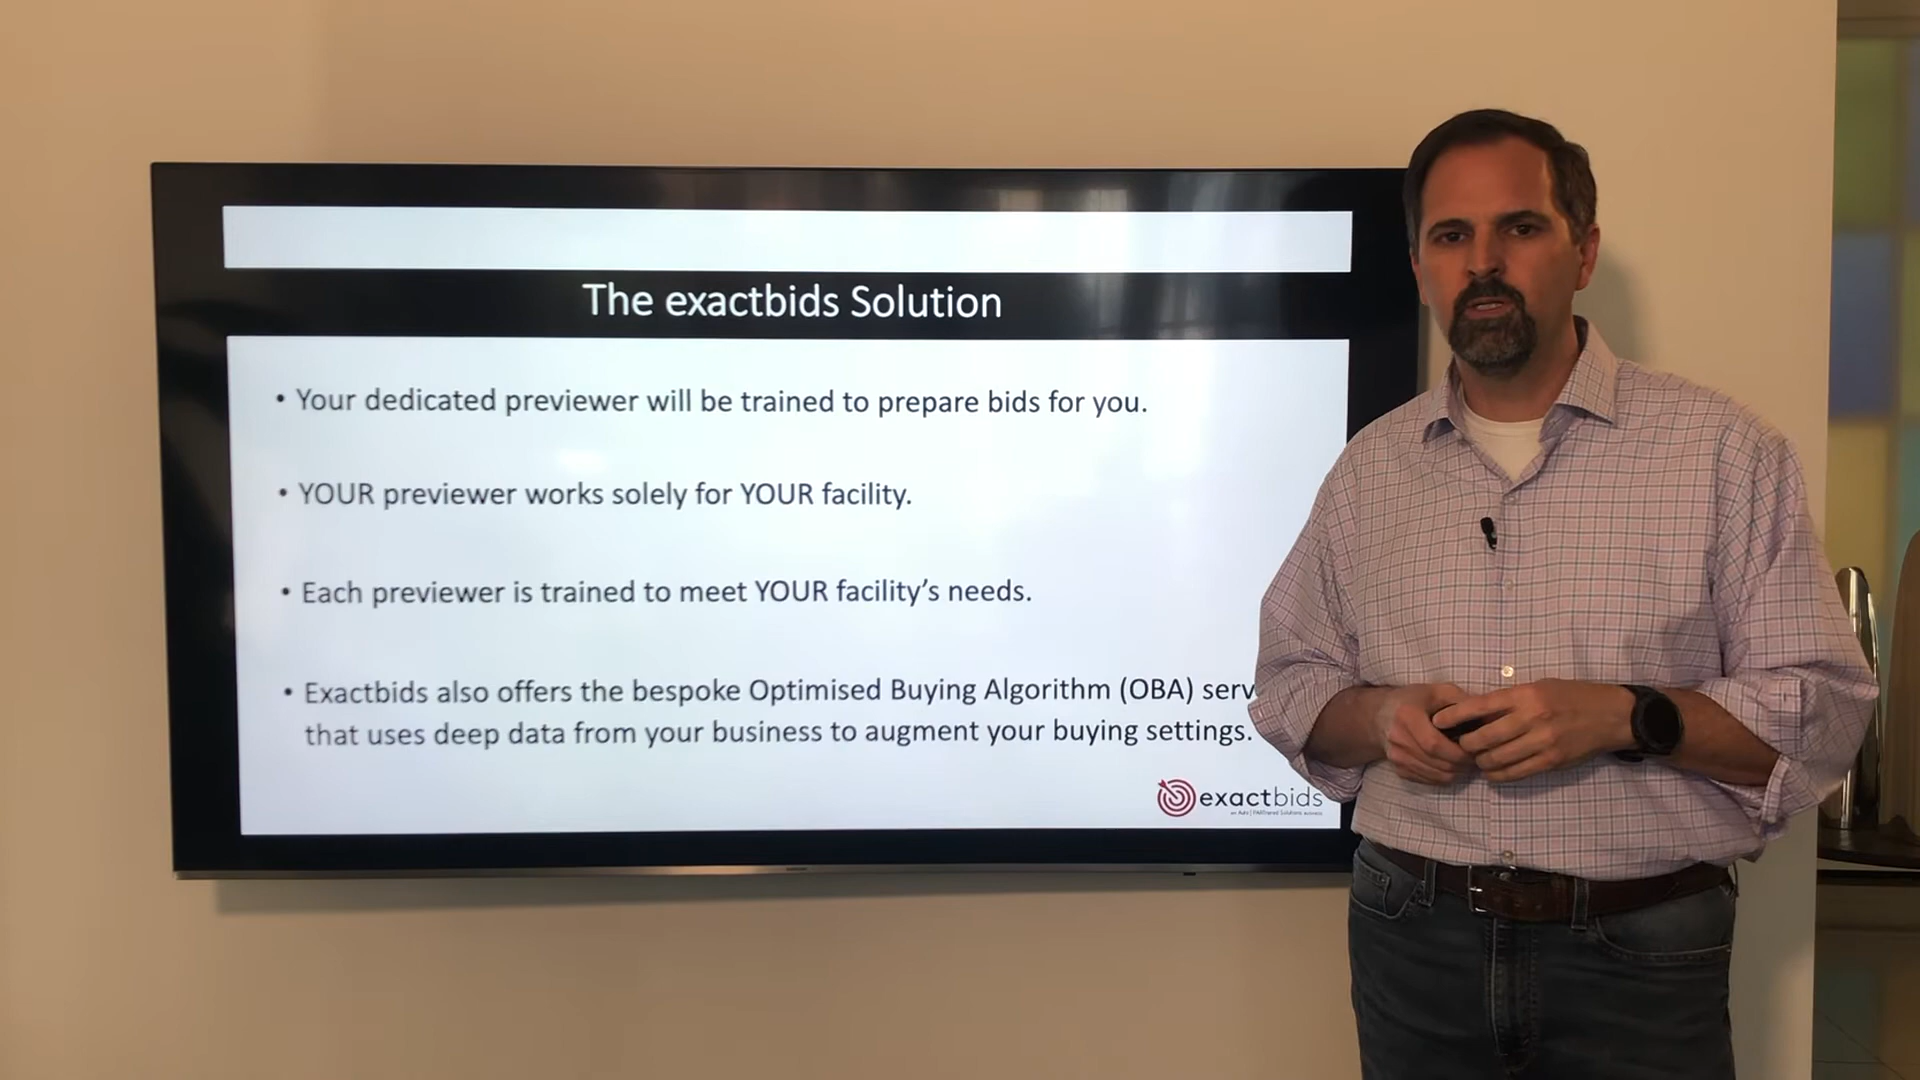 The exactbids Solution
• Your dedicated previewer will be trained to prepare bids for you.
• YOUR previewer works solely for YOUR facility.
• Each previewer is trained to meet YOUR facility's needs.
• Exactbids also offers the bespoke Optimised Buying Algorithm (OBA) serv
that uses deep data from your business to augment your buying settings.
exactbids